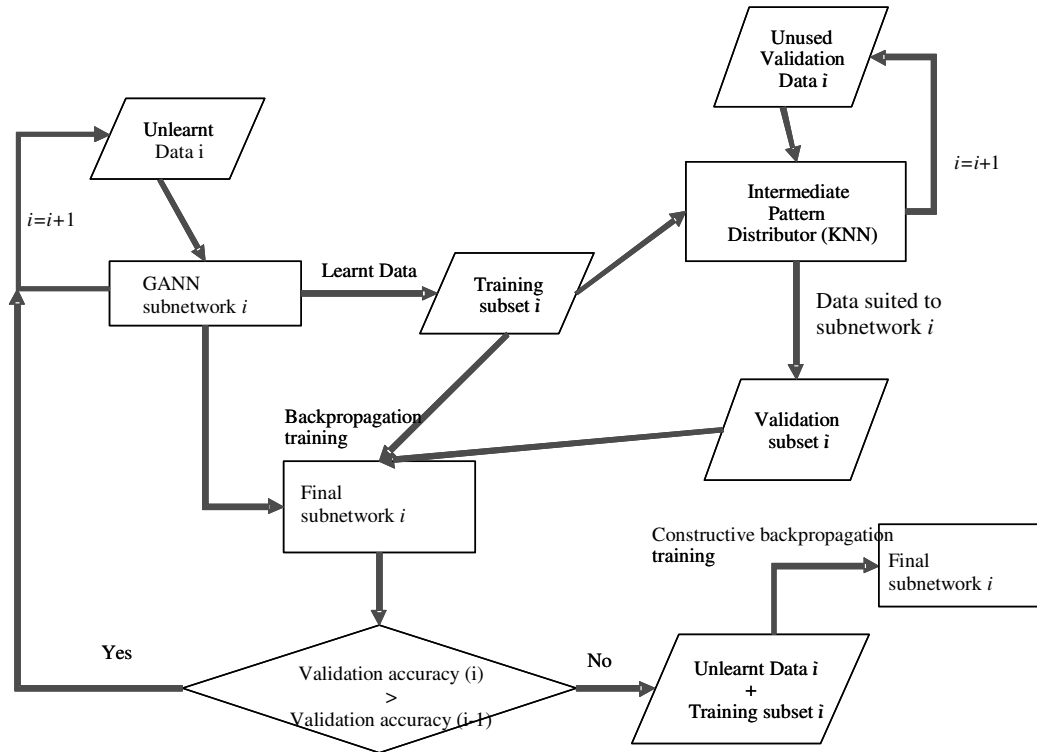 Unused
Validation
Data i
Unlearnt
Data i
i=i+1
i=i+1
Intermediate
Pattern
Distributor (KNN)
GANN
subnetwork i
Learnt Data
Training
subset i
Data suited to
subnetwork i
Backpropagation
training
Validation
subset i
Final
subnetwork i
Constructive backpropagation
training
Final
subnetwork i
Yes
Validation accuracy (i)
>
Validation accuracy (i-1)
No
Unlearnt Data i
+
Training subset i